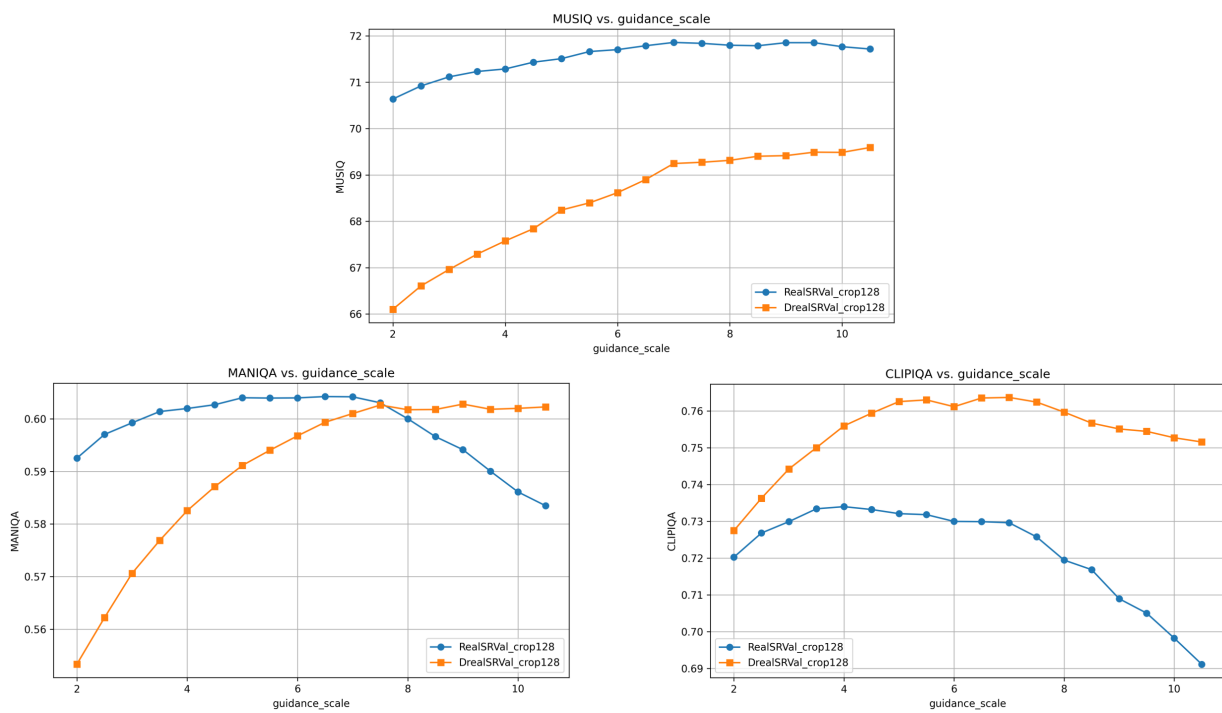 MUSIQ vs. guidance_scale
72
71
70
69
68
67
66
MUSIQ
RealSRVal_crop128
DrealSRVal_crop128
2 4 6 8 10
guidance_scale
MANIQA vs. guidance_scale
0.60
0.59
0.58
0.57
0.56
MANIQA
RealSRVal_crop128
DrealSRVal_crop128
2 4 6 8 10
guidance_scale
CLIPIQA vs. guidance_scale
0.76
0.75
0.74
0.73
0.72
0.71
0.70
0.69
CLIPIQA
RealSRVal_crop128
DrealSRVal_crop128
2 4 6 8 10
guidance_scale